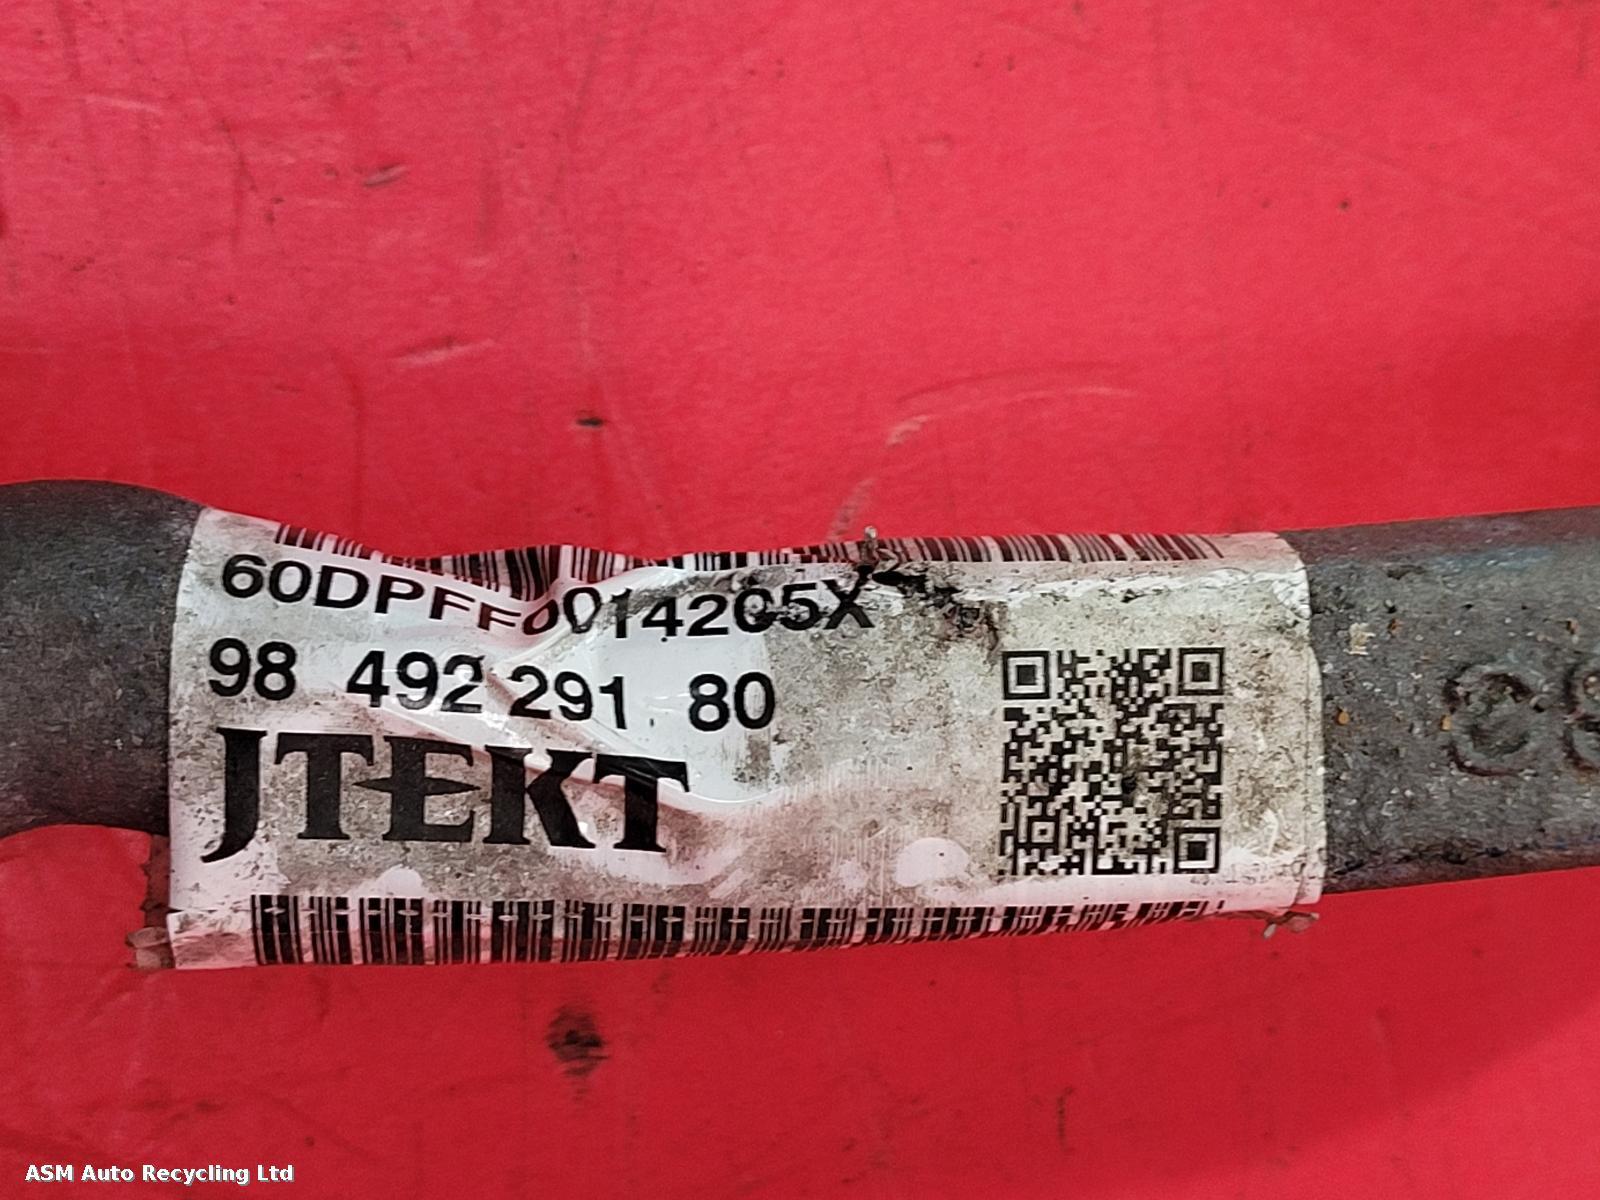 60DPFF0014205X
98 492 291 80
JTEKT
ASM Auto Recycling Ltd